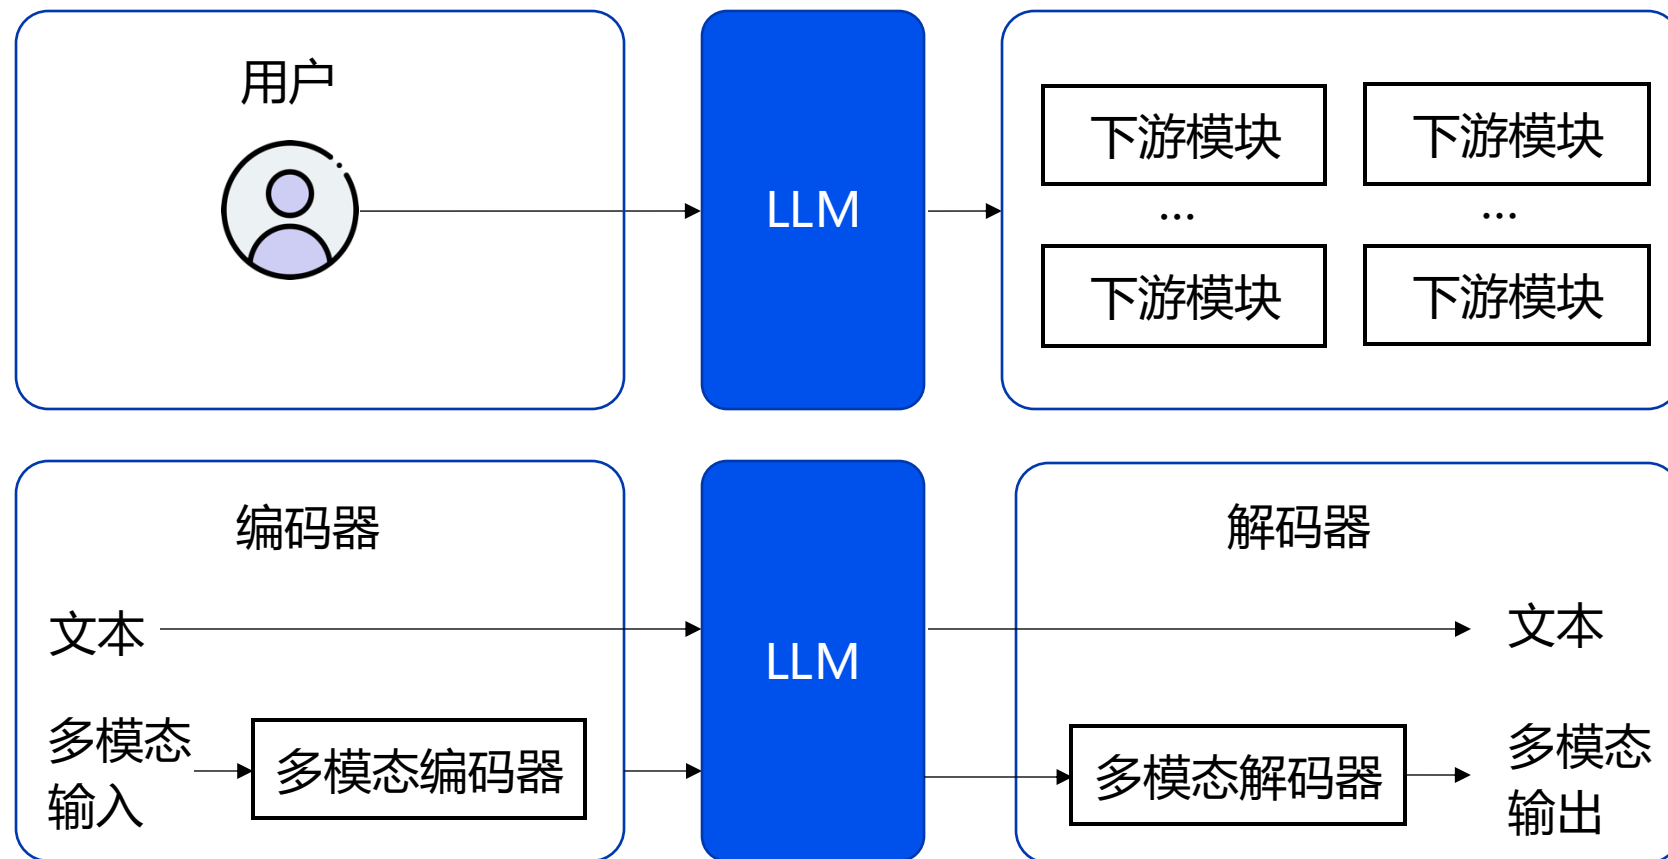 用户
LLM
下游模块
下游模块
...
...
下游模块
下游模块
编码器
解码器
文本
LLM
文本
多模态
输入
多模态编码器
多模态解码器
多模态
输出